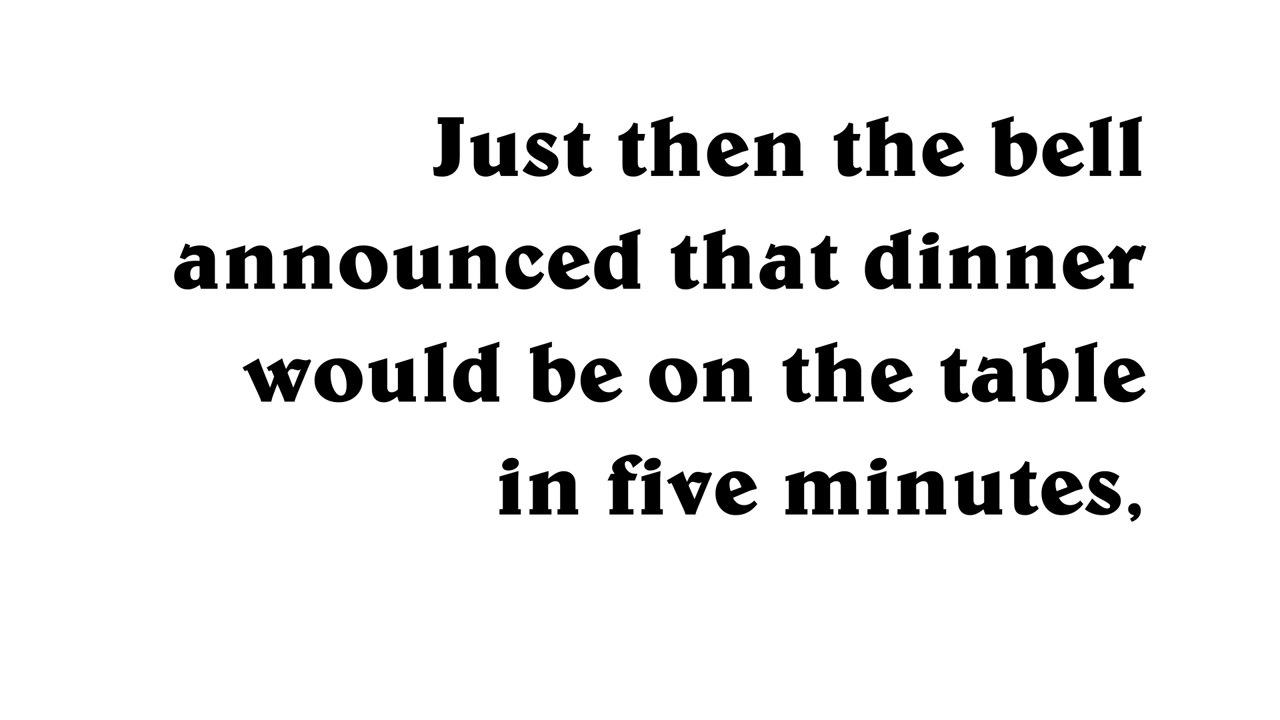 Just then the bell
announced that dinner
would be on the table
in five minutes,